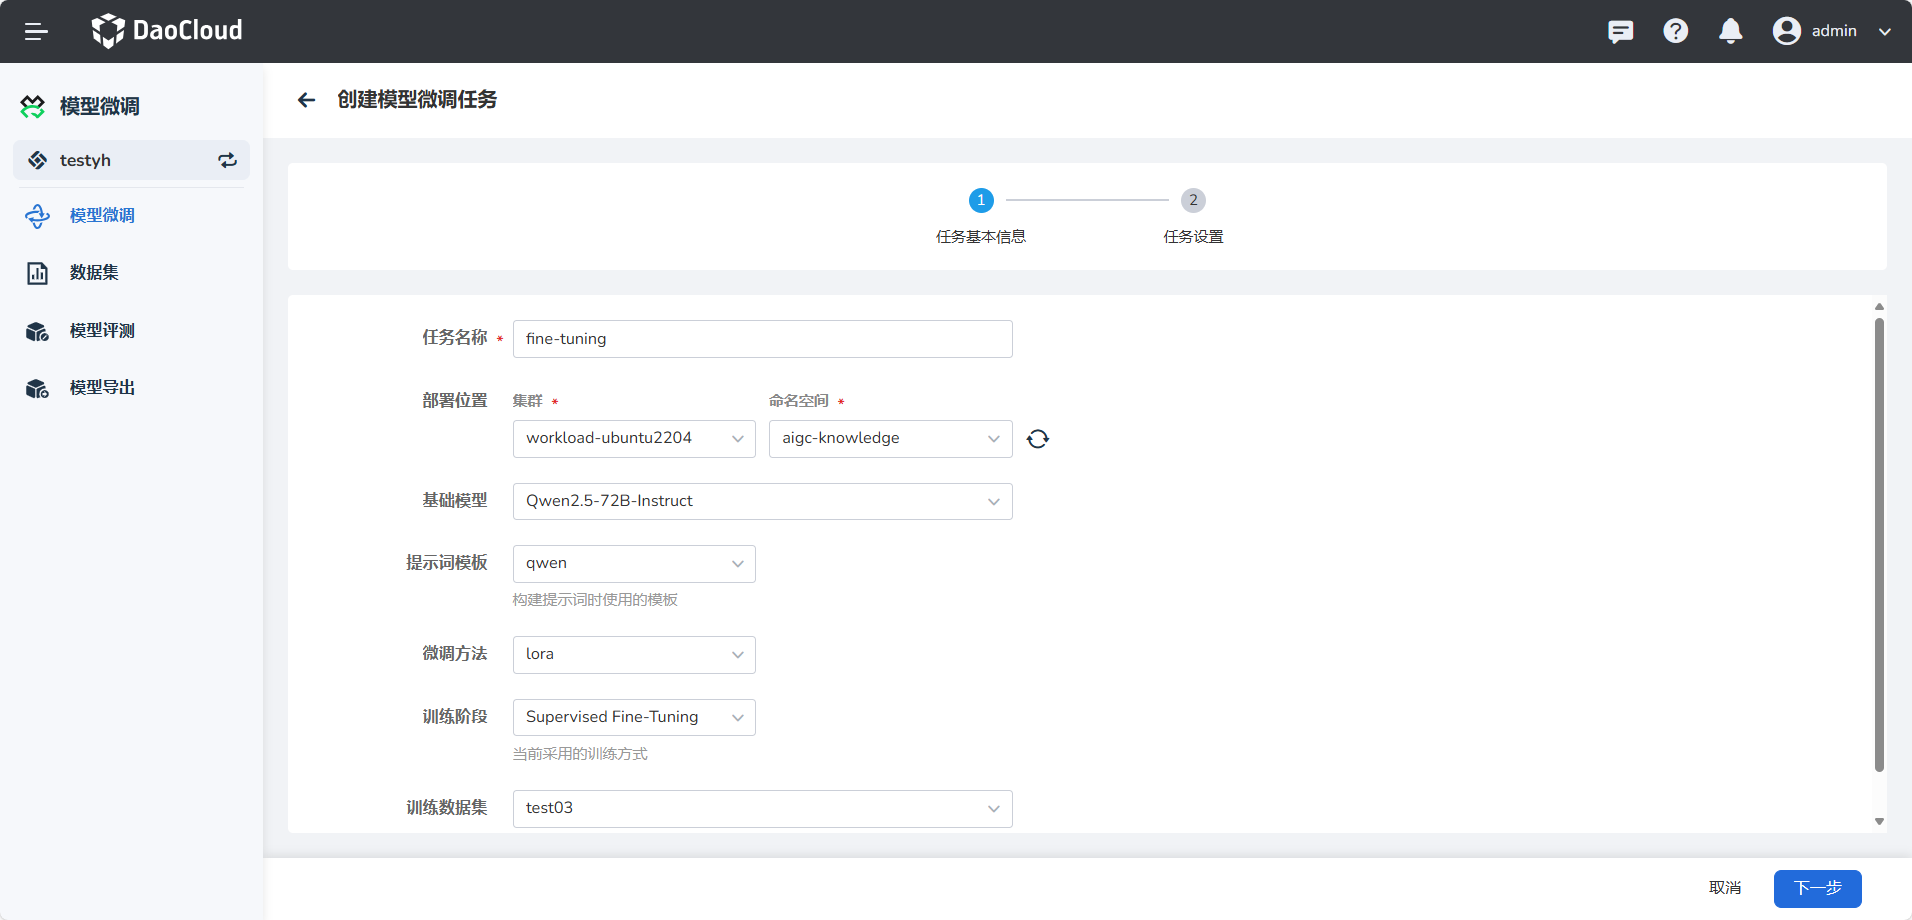 DaoCloud
admin
模型微调
testyh
模型微调
数据集
模型评测
模型导出
创建模型微调任务
1
2
任务基本信息
任务设置
任务名称 *
fine-tuning
部署位置
集群 *
命名空间 *
workload-ubuntu2204
aigc-knowledge
基础模型
Qwen2.5-72B-Instruct
提示词模板
qwen
构建提示词时使用的模板
微调方法
lora
训练阶段
Supervised Fine-Tuning
当前采用的训练方式
训练数据集
test03
取消
下一步